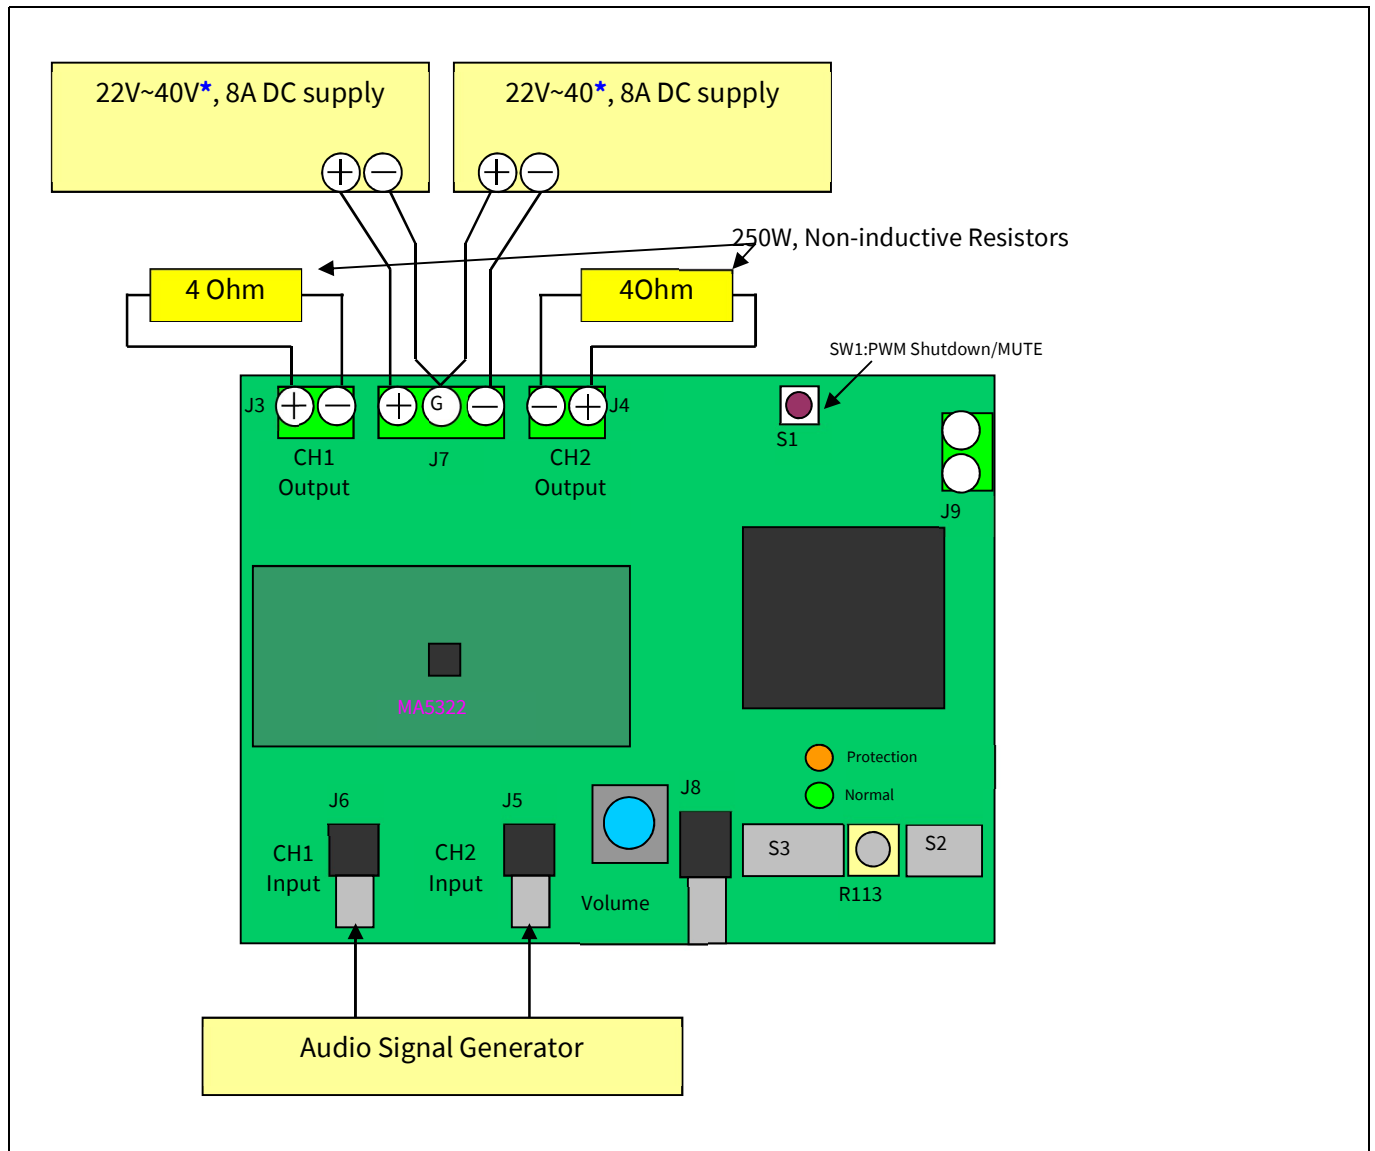 22V~40V*, 8A DC supply
22V~40*, 8A DC supply
250W, Non-inductive Resistors
4 Ohm
4Ohm
SW1:PWM Shutdown/MUTE
J3
G
J4
S1
CH1
Output
J7
CH2
Output
J9
MA5322
Protection
Normal
J6
J5
J8
CH1
Input
CH2
Input
Volume
S3
S2
R113
Audio Signal Generator